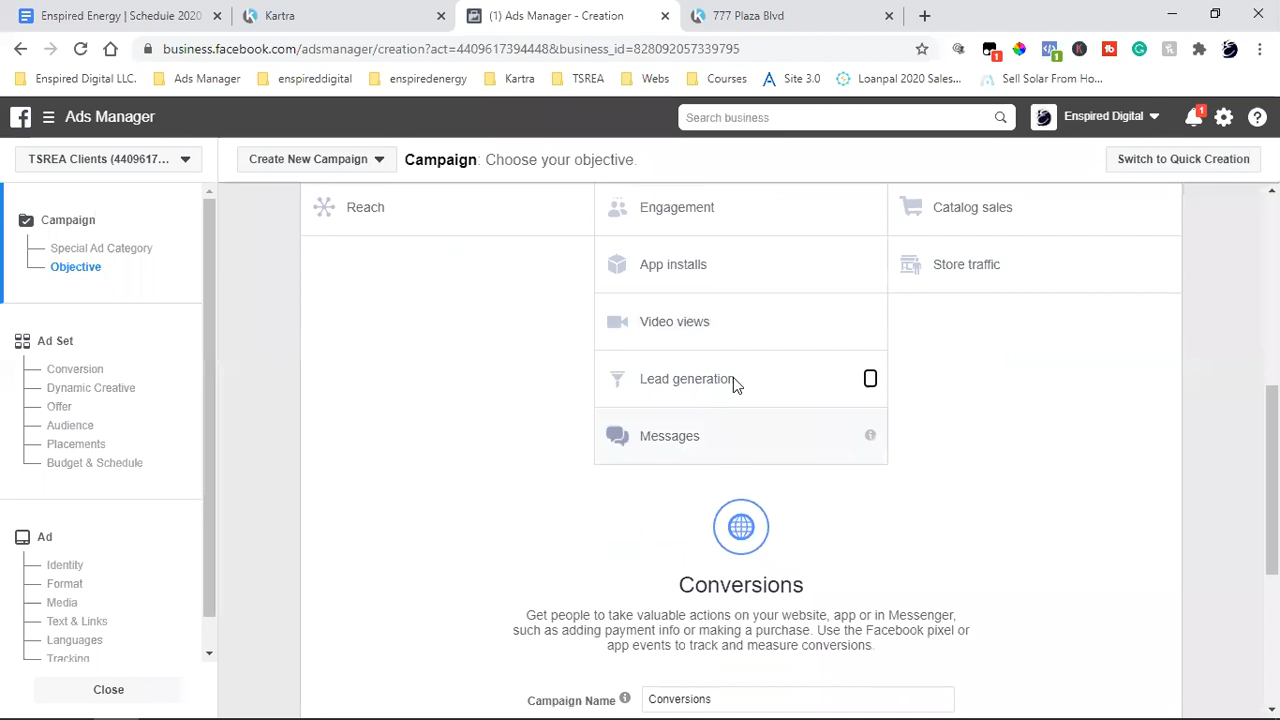 Enspired Energy | Schedule 2020
Kartra
(1) Ads Manager - Creation
777 Plaza Blvd
business.facebook.com/adsmanager/creation?act=4409617394448&business_id=828092057339795
1
1
Enspired Digital LLC.
Ads Manager
enspireddigital
enspiredenergy
Kartra
TSREA
Webs
Courses
Site 3.0
Loanpal 2020 Sales...
Sell Solar From Ho...
Ads Manager
Search business
Enspired Digital
1
TSREA Clients (4409617...
Create New Campaign
Campaign: Choose your objective.
Switch to Quick Creation
Campaign
Special Ad Category
Objective
Ad Set
Conversion
Dynamic Creative
Offer
Audience
Placements
Budget & Schedule
Ad
Identity
Format
Media
Text & Links
Languages
Tracking
Close
Reach
Engagement
Catalog sales
App installs
Store traffic
Video views
Lead generation
Messages
Conversions
Get people to take valuable actions on your website, app or in Messenger,
such as adding payment info or making a purchase. Use the Facebook pixel or
app events to track and measure conversions.
Campaign Name
Conversions